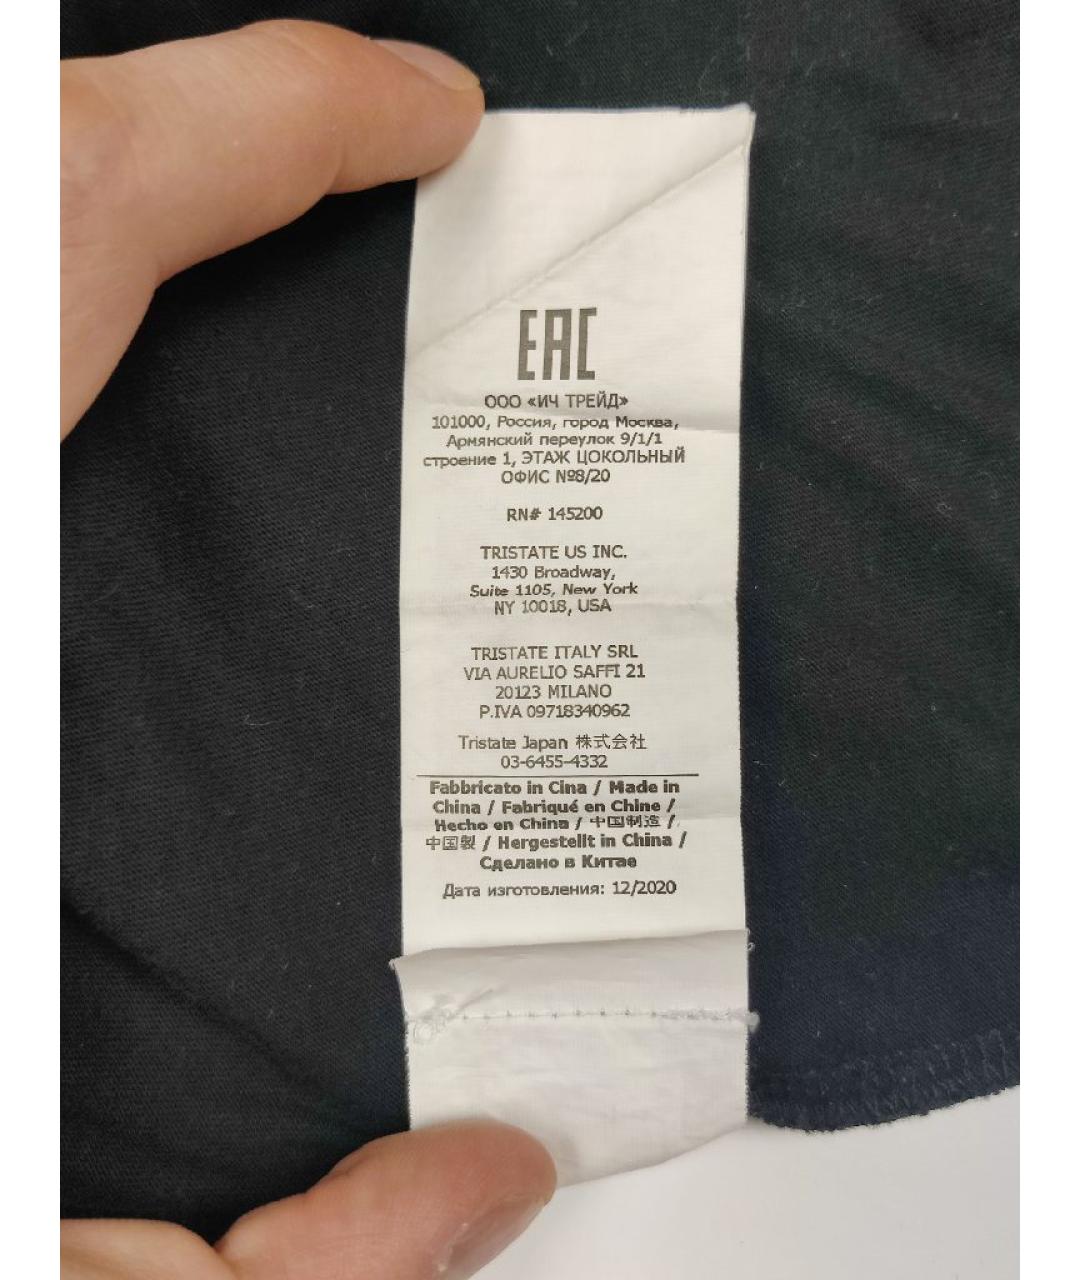 EAC
ООО «ИЧ ТРЕЙД»
101000, Россия, город Москва,
Армянский переулок 9/1/1
строение 1, ЭТАЖ ЦОКОЛЬНЫЙ
ОФИС №8/20
RN# 145200
TRISTATE US INC.
1430 Broadway,
Suite 1105, New York
NY 10018, USA
TRISTATE ITALY SRL
VIA AURELIO SAFFI 21
20123 MILANO
P.IVA 09718340962
Tristate Japan 株式会社
03-6455-4332
Fabbricato in Cina / Made in
China / Fabriqué en Chine /
Hecho en China / 中国制造 /
中国製 / Hergestellt in China /
Сделано в Китае
Дата изготовления: 12/2020